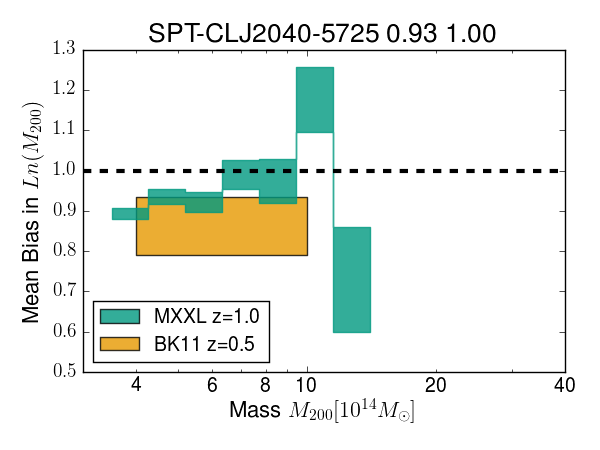 SPT-CLJ2040-5725 0.93 1.00
1.3
1.2
1.1
1.0
0.9
0.8
0.7
0.6
0.5
Mean Bias in Ln(M₂₀₀)
MXXL z=1.0
BK11 z=0.5
4 6 8 10 20 40
Mass M₂₀₀[10¹⁴M☉]